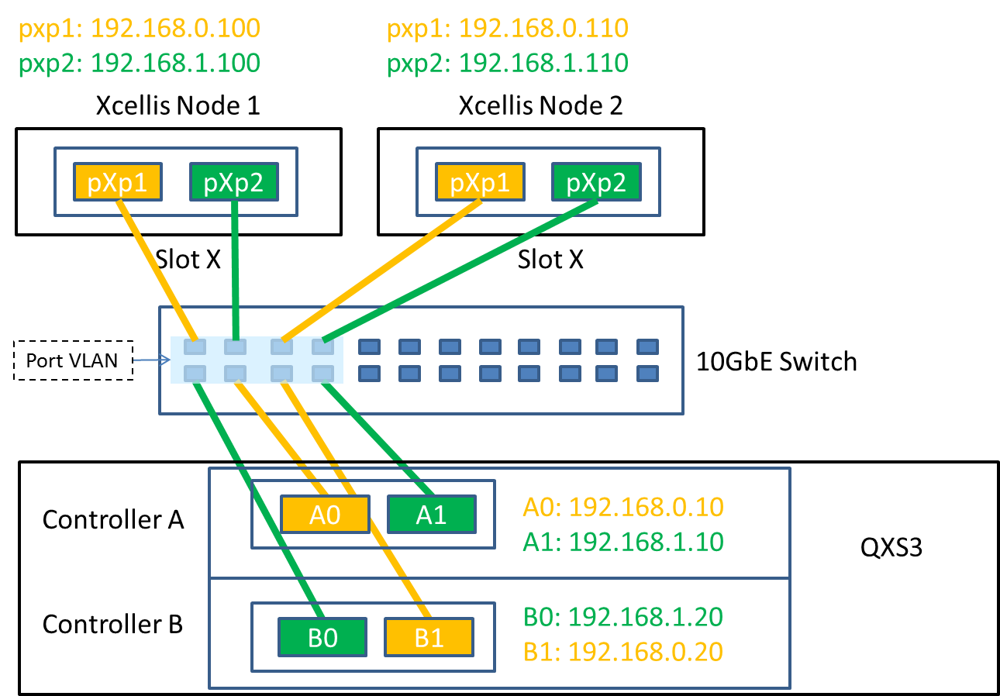 pxp1: 192.168.0.100
pxp2: 192.168.1.100
pxp1: 192.168.0.110
pxp2: 192.168.1.110
Xcellis Node 1
Xcellis Node 2
pXp1
pXp2
pXp1
pXp2
Slot X
Slot X
Port VLAN
10GbE Switch
Controller A
A0
A1
A0: 192.168.0.10
A1: 192.168.1.10
QXS3
Controller B
B0
B1
B0: 192.168.1.20
B1: 192.168.0.20